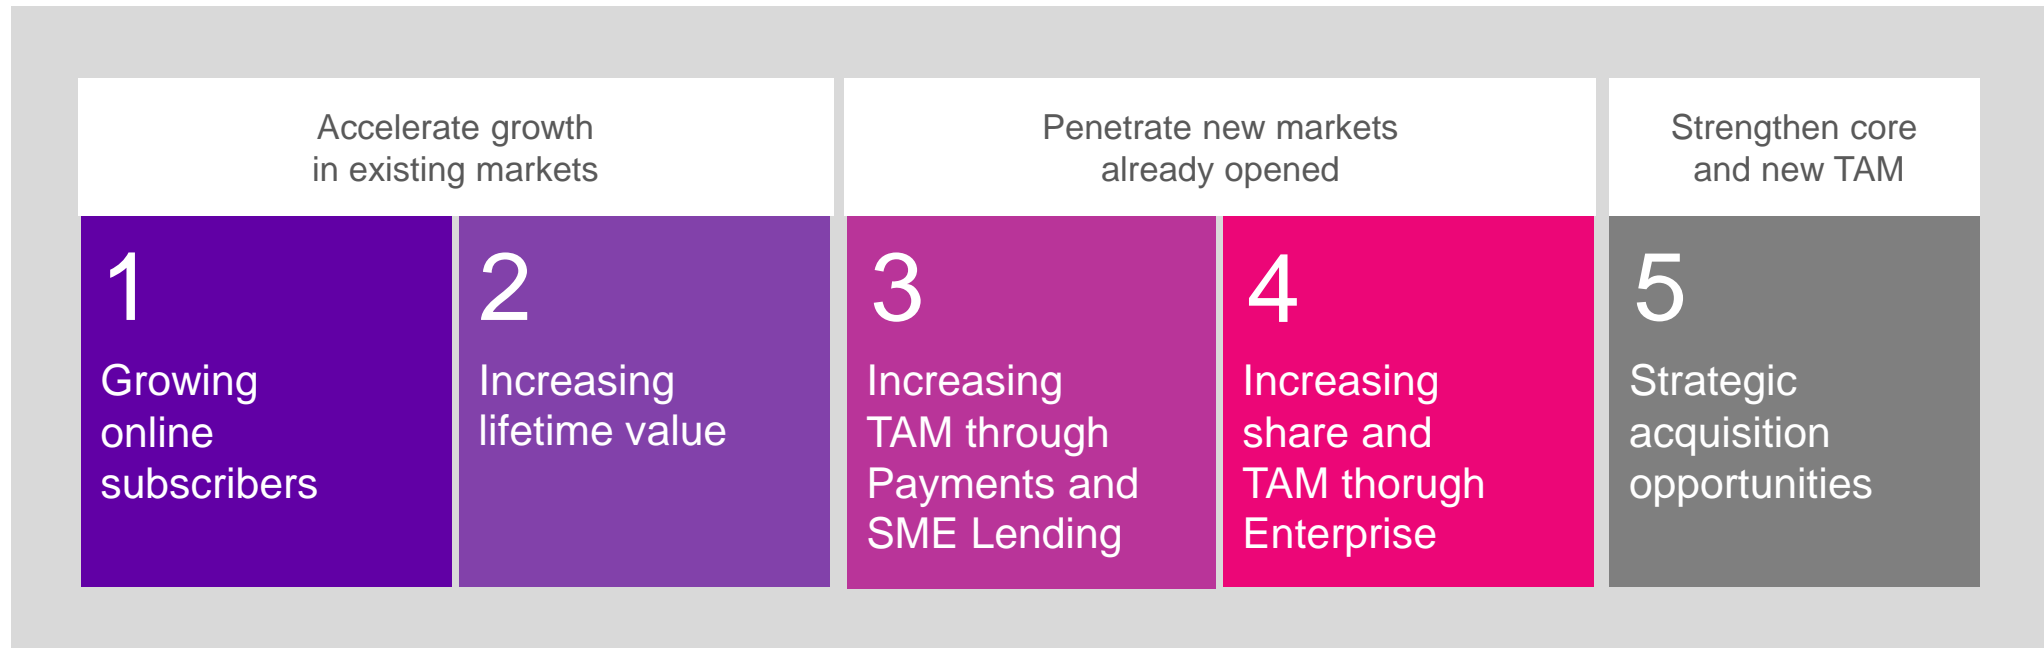 Accelerate growth
in existing markets
Penetrate new markets
already opened
Strengthen core
and new TAM
1
Growing
online
subscribers
2
Increasing
lifetime value
3
Increasing
TAM through
Payments and
SME Lending
4
Increasing
share and
TAM thorugh
Enterprise
5
Strategic
acquisition
opportunities